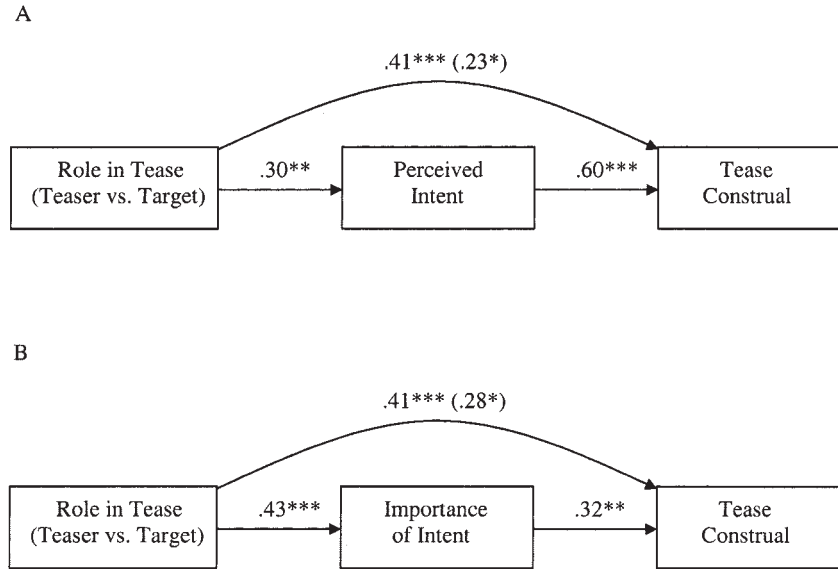 A
.41*** (.23*)
Role in Tease
(Teaser vs. Target)
.30**
Perceived
Intent
.60***
Tease
Construal
B
.41*** (.28*)
Role in Tease
(Teaser vs. Target)
.43***
Importance
of Intent
.32**
Tease
Construal